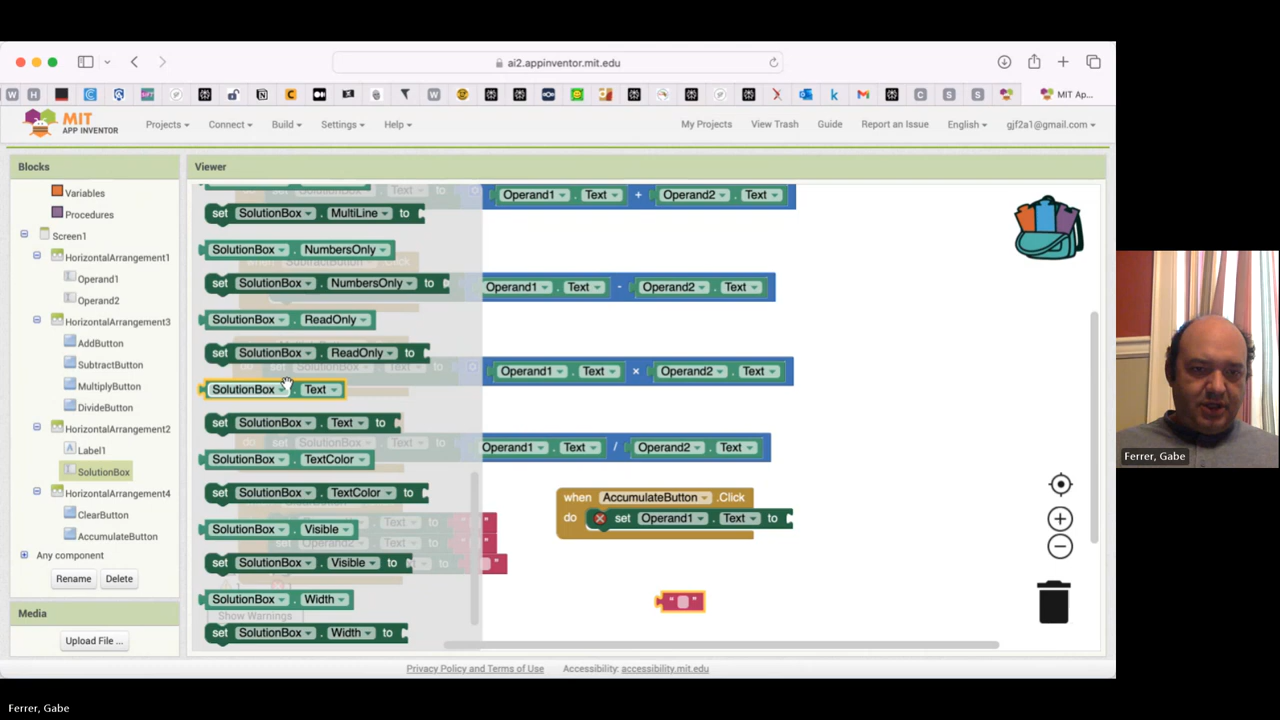 ai2.appinventor.mit.edu
MIT Ap...
MIT
APP INVENTOR
Projects
Connect
Build
Settings
Help
My Projects
View Trash
Guide
Report an Issue
English
gjf2a1@gmail.com
Blocks
Viewer
Variables
Procedures
Screen1
HorizontalArrangement1
Operand1
Operand2
HorizontalArrangement3
AddButton
SubtractButton
MultiplyButton
DivideButton
HorizontalArrangement2
Label1
SolutionBox
HorizontalArrangement4
ClearButton
AccumulateButton
Any component
Rename
Delete
Media
Upload File ...
set SolutionBox . MultiLine to
SolutionBox . NumbersOnly
set SolutionBox . NumbersOnly to
SolutionBox . ReadOnly
set SolutionBox . ReadOnly to
SolutionBox . Text
set SolutionBox . Text to
SolutionBox . TextColor
set SolutionBox . TextColor to
SolutionBox . Visible
set SolutionBox . Visible to
SolutionBox . Width
set SolutionBox . Width to
Show Warnings
Operand1 . Text + Operand2 . Text
Operand1 . Text - Operand2 . Text
Operand1 . Text × Operand2 . Text
Operand1 . Text / Operand2 . Text
when AccumulateButton .Click
do set Operand1 . Text to
" "
Privacy Policy and Terms of Use
Accessibility: accessibility.mit.edu
Ferrer, Gabe
Ferrer, Gabe